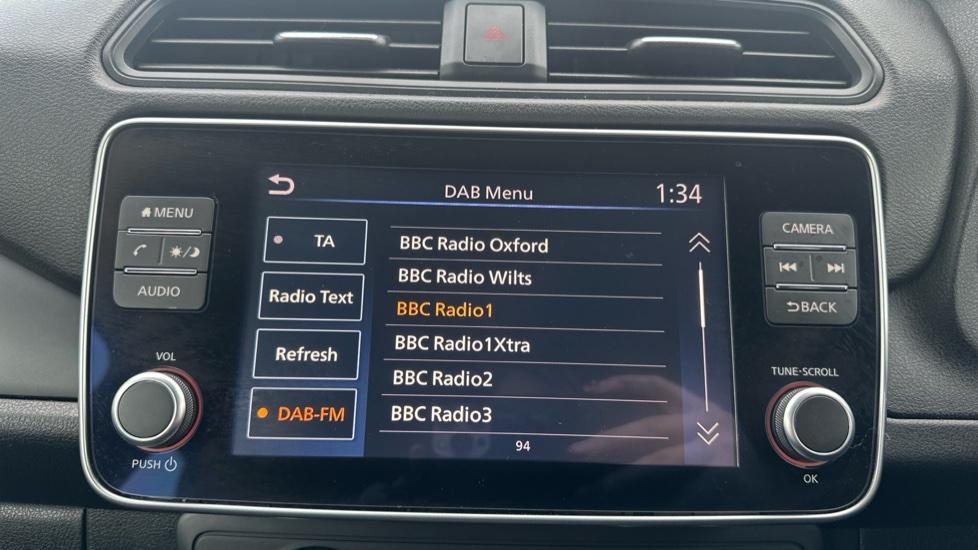 DAB Menu 1:34
MENU
AUDIO
VOL
PUSH
TA
Radio Text
Refresh
DAB-FM
BBC Radio Oxford
BBC Radio Wilts
BBC Radio1
BBC Radio1Xtra
BBC Radio2
BBC Radio3
94
CAMERA
BACK
TUNE·SCROLL
OK